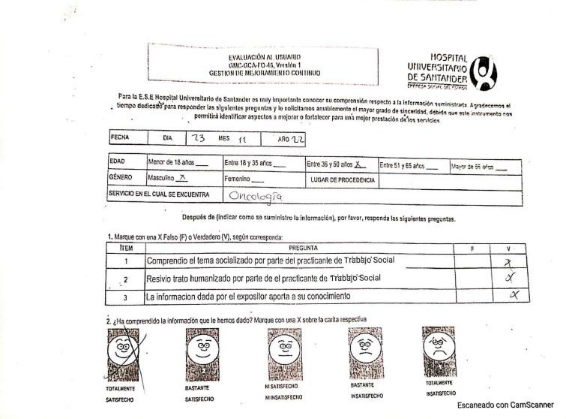 EVALUACIÓN AL USUARIO
GMC-GCA-FO-45, Versión 1
GESTION DE MEJORAMIENTO CONTINUO
HOSPITAL
UNIVERSITARIO
DE SANTANDER
EMPRESA SOCIAL DEL ESTADO
Para la E.S.E Hospital Universitario de Santander es muy importante conocer su comprensión respecto a la información suministrada. Agradecemos el
tiempo dedicado para responder las siguientes preguntas y le solicitamos amablemente el mayor grado de sinceridad, debido que este instrumento nos
permitirá identificar aspectos a mejorar o fortalecer para una mejor prestación de los servicios
FECHA DIA 23 MES 11 AÑO 22
EDAD Menor de 18 años ___ Entre 18 y 35 años ___ Entre 36 y 50 años X Entre 51 y 65 años ___ Mayor de 65 años ___
GÉNERO Masculino X Femenino ___ LUGAR DE PROCEDENCIA
SERVICIO EN EL CUAL SE ENCUENTRA Oncología
Después de (indicar como se suministro la información), por favor, responda las siguientes preguntas.
1. Marque con una X Falso (F) o Verdadero (V), según corresponda:
ÍTEM PREGUNTA F V
1 Comprendio el tema socializado por parte del practicante de Trabajo Social X
2 Resivio trato humanizado por parte de el practicante de Trabajo Social X
3 La informacion dada por el expositor aporta a su conocimiento X
2. ¿Ha comprendido la información que le hemos dado? Marque con una X sobre la carita respectiva
TOTALMENTE BASTANTE NI SATISFECHO BASTANTE TOTALMENTE
SATISFECHO SATISFECHO NI INSATISFECHO INSATISFECHO INSATISFECHO
Escaneado con CamScanner